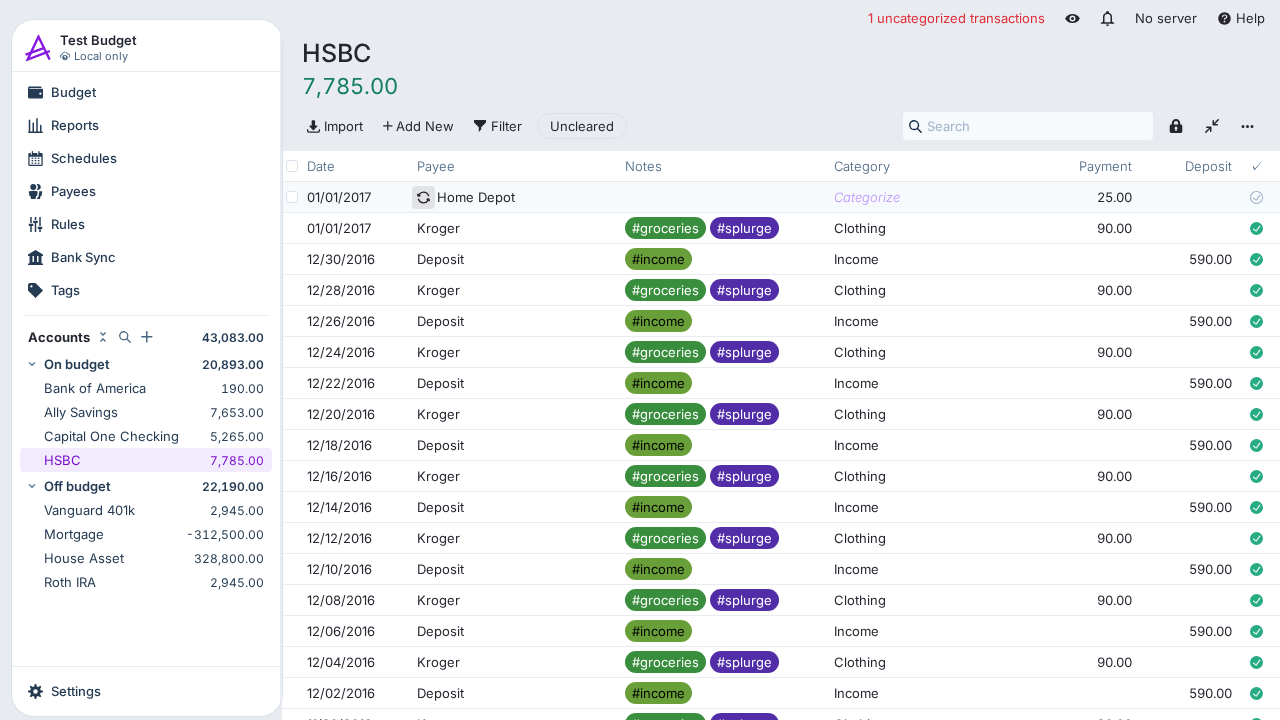 1 uncategorized transactions No server Help
Test Budget
Local only
Budget
Reports
Schedules
Payees
Rules
Bank Sync
Tags
Accounts 43,083.00
On budget 20,893.00
Bank of America 190.00
Ally Savings 7,653.00
Capital One Checking 5,265.00
HSBC 7,785.00
Off budget 22,190.00
Vanguard 401k 2,945.00
Mortgage -312,500.00
House Asset 328,800.00
Roth IRA 2,945.00
Settings
HSBC
7,785.00
Import Add New Filter Uncleared Search
Date Payee Notes Category Payment Deposit ✓
01/01/2017 Home Depot Categorize 25.00
01/01/2017 Kroger #groceries #splurge Clothing 90.00
12/30/2016 Deposit #income Income 590.00
12/28/2016 Kroger #groceries #splurge Clothing 90.00
12/26/2016 Deposit #income Income 590.00
12/24/2016 Kroger #groceries #splurge Clothing 90.00
12/22/2016 Deposit #income Income 590.00
12/20/2016 Kroger #groceries #splurge Clothing 90.00
12/18/2016 Deposit #income Income 590.00
12/16/2016 Kroger #groceries #splurge Clothing 90.00
12/14/2016 Deposit #income Income 590.00
12/12/2016 Kroger #groceries #splurge Clothing 90.00
12/10/2016 Deposit #income Income 590.00
12/08/2016 Kroger #groceries #splurge Clothing 90.00
12/06/2016 Deposit #income Income 590.00
12/04/2016 Kroger #groceries #splurge Clothing 90.00
12/02/2016 Deposit #income Income 590.00